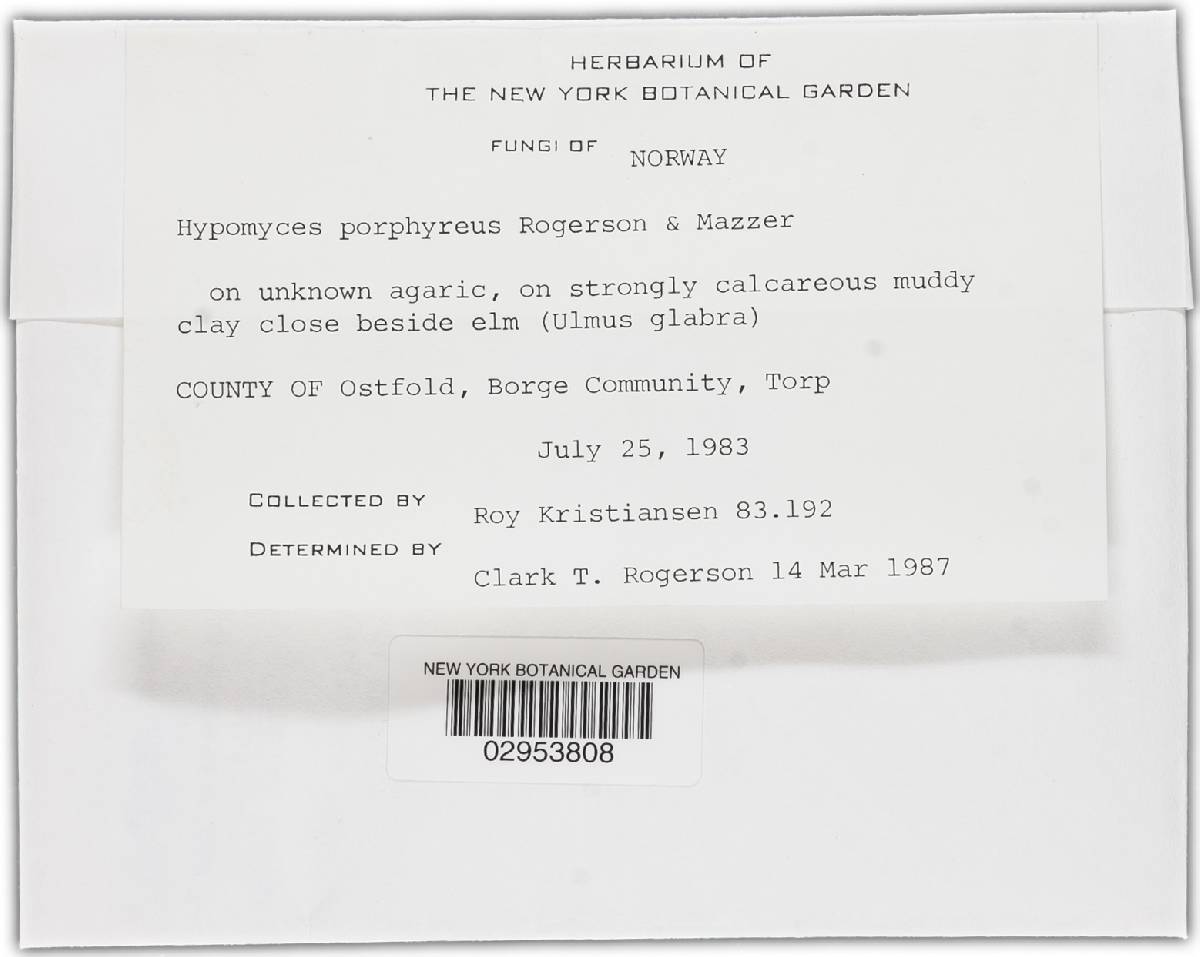 HERBARIUM OF
THE NEW YORK BOTANICAL GARDEN
FUNGI OF NORWAY
Hypomyces porphyreus Rogerson & Mazzer
on unknown agaric, on strongly calcareous muddy
clay close beside elm (Ulmus glabra)
COUNTY OF Ostfold, Borge Community, Torp
July 25, 1983
COLLECTED BY Roy Kristiansen 83.192
DETERMINED BY Clark T. Rogerson 14 Mar 1987
NEW YORK BOTANICAL GARDEN
02953808